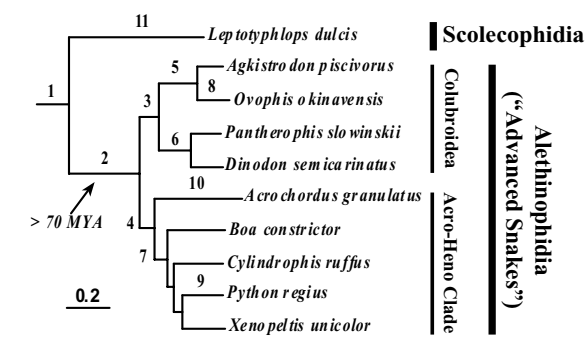 11
Leptotyphlops dulcis
Scolecophidia
5
Agkistrodon piscivorus
8
1
3
Ovophis okinavensis
6
Pantherophis slowinskii
2
Dinodon semicarinatus
Colubroidea
10
Acrochordus granulatus
> 70 MYA
4
Boa constrictor
7
Cylindrophis ruffus
9
Python regius
0.2
Xenopeltis unicolor
Acro-Heno Clade
Alethinophidia
("Advanced Snakes")